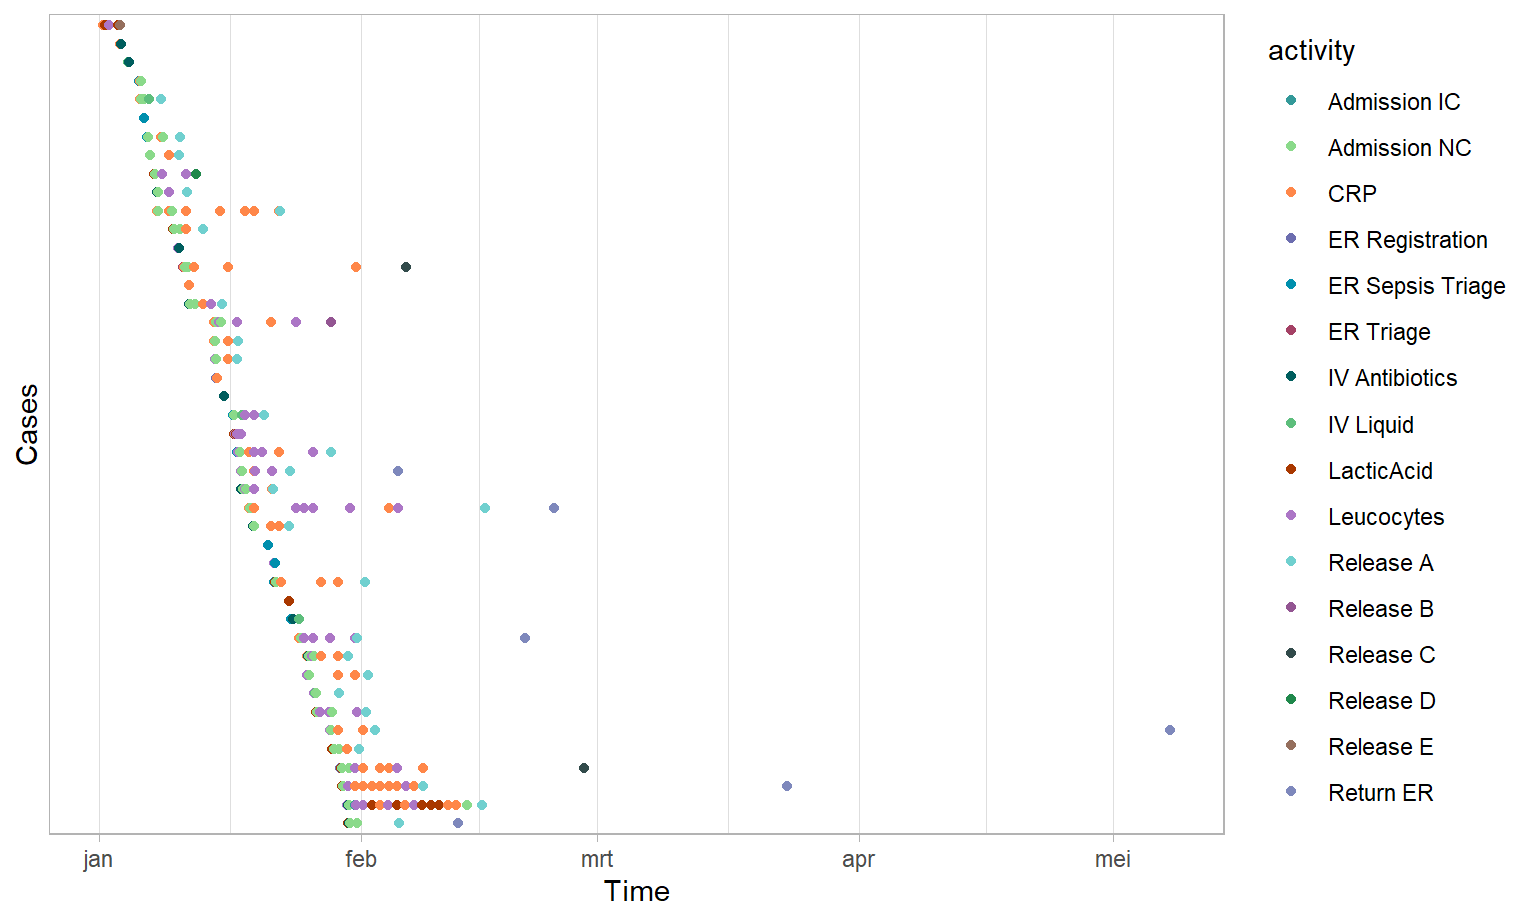 activity
Admission IC
Admission NC
CRP
ER Registration
ER Sepsis Triage
ER Triage
IV Antibiotics
IV Liquid
LacticAcid
Leucocytes
Release A
Release B
Release C
Release D
Release E
Return ER
Cases
jan feb mrt apr mei
Time